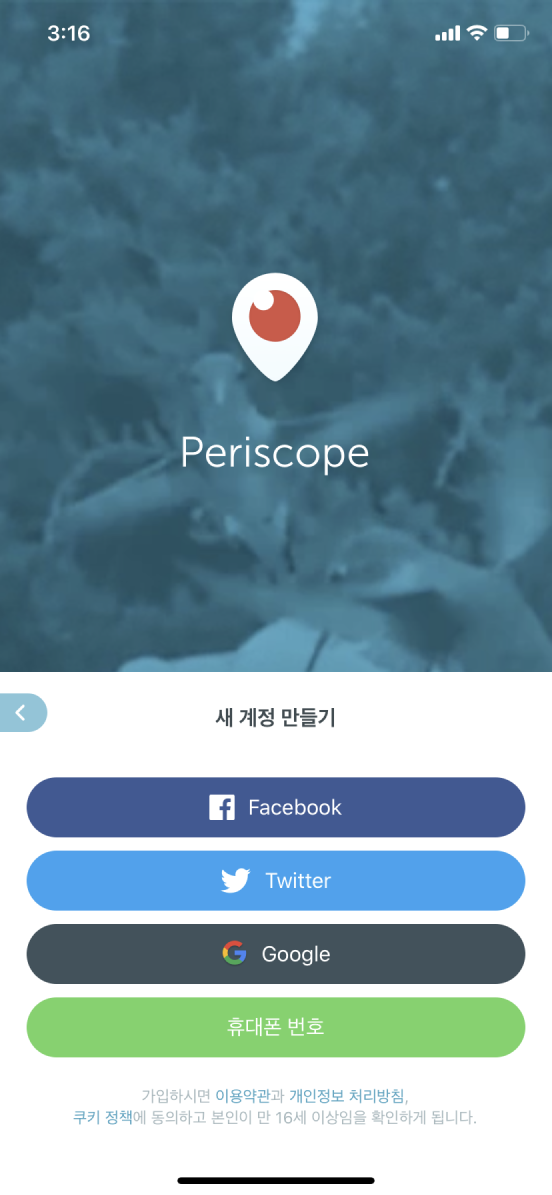 3:16
Periscope
새 계정 만들기
Facebook
Twitter
Google
휴대폰 번호
가입하시면 이용약관과 개인정보 처리방침,
쿠키 정책에 동의하고 본인이 만 16세 이상임을 확인하게 됩니다.